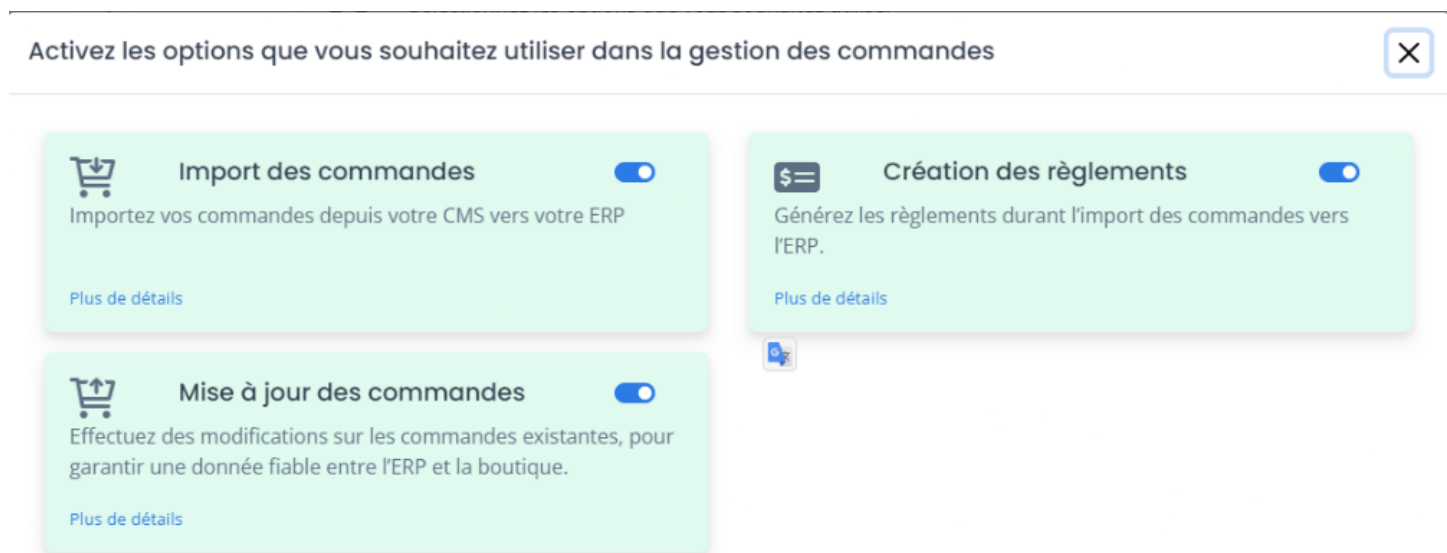 Activez les options que vous souhaitez utiliser dans la gestion des commandes
Import des commandes
Importez vos commandes depuis votre CMS vers votre ERP
Plus de détails
Création des règlements
Générez les règlements durant l'import des commandes vers
l'ERP.
Plus de détails
Mise à jour des commandes
Effectuez des modifications sur les commandes existantes, pour
garantir une donnée fiable entre l'ERP et la boutique.
Plus de détails